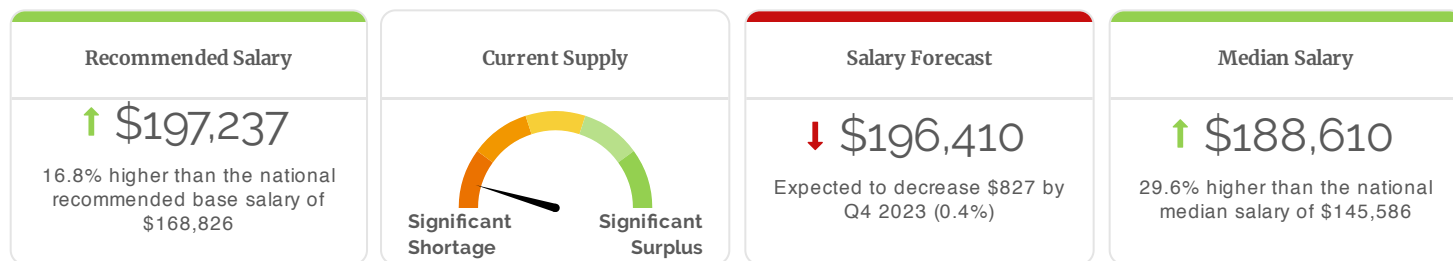 Recommended Salary
$197,237
16.8% higher than the national
recommended base salary of
$168,826
Current Supply
Significant
Shortage
Significant
Surplus
Salary Forecast
$196,410
Expected to decrease $827 by
Q4 2023 (0.4%)
Median Salary
$188,610
29.6% higher than the national
median salary of $145,586